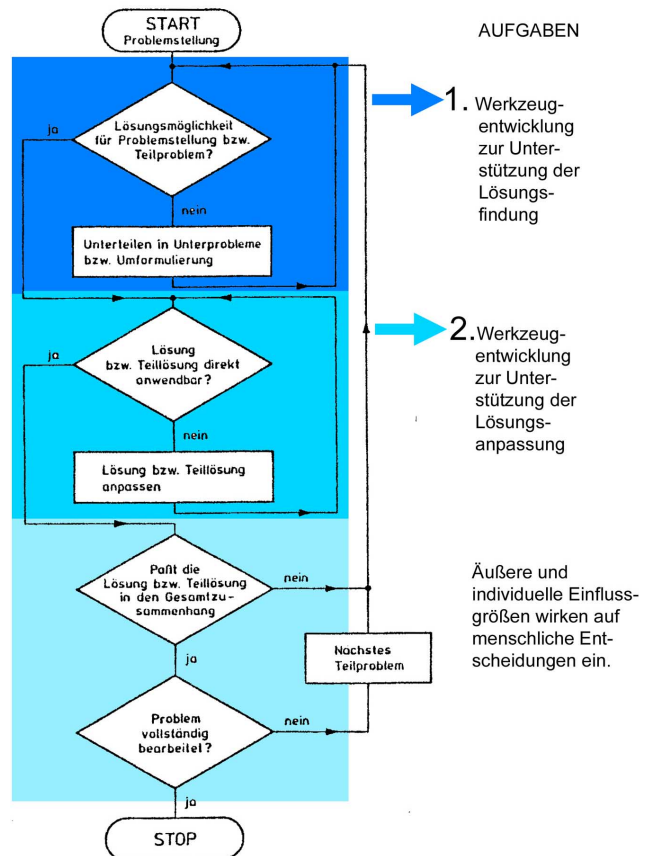 START
Problemstellung
AUFGABEN
ja
Lösungsmöglichkeit
für Problemstellung bzw.
Teilproblem?
nein
Unterteilen in Unterprobleme
bzw. Umformulierung
1. Werkzeug-
entwicklung
zur Unter-
stützung der
Lösungs-
findung
ja
Lösung
bzw. Teillösung direkt
anwendbar?
nein
Lösung bzw. Teillösung
anpassen
2. Werkzeug-
entwicklung
zur Unter-
stützung der
Lösungs-
anpassung
Paßt die
Lösung bzw. Teillösung
in den Gesamtzu-
sammenhang
nein
ja
Nächstes
Teilproblem
Äußere und
individuelle Einfluss-
größen wirken auf
menschliche Ent-
scheidungen ein.
Problem
vollständig
bearbeitet?
nein
ja
STOP